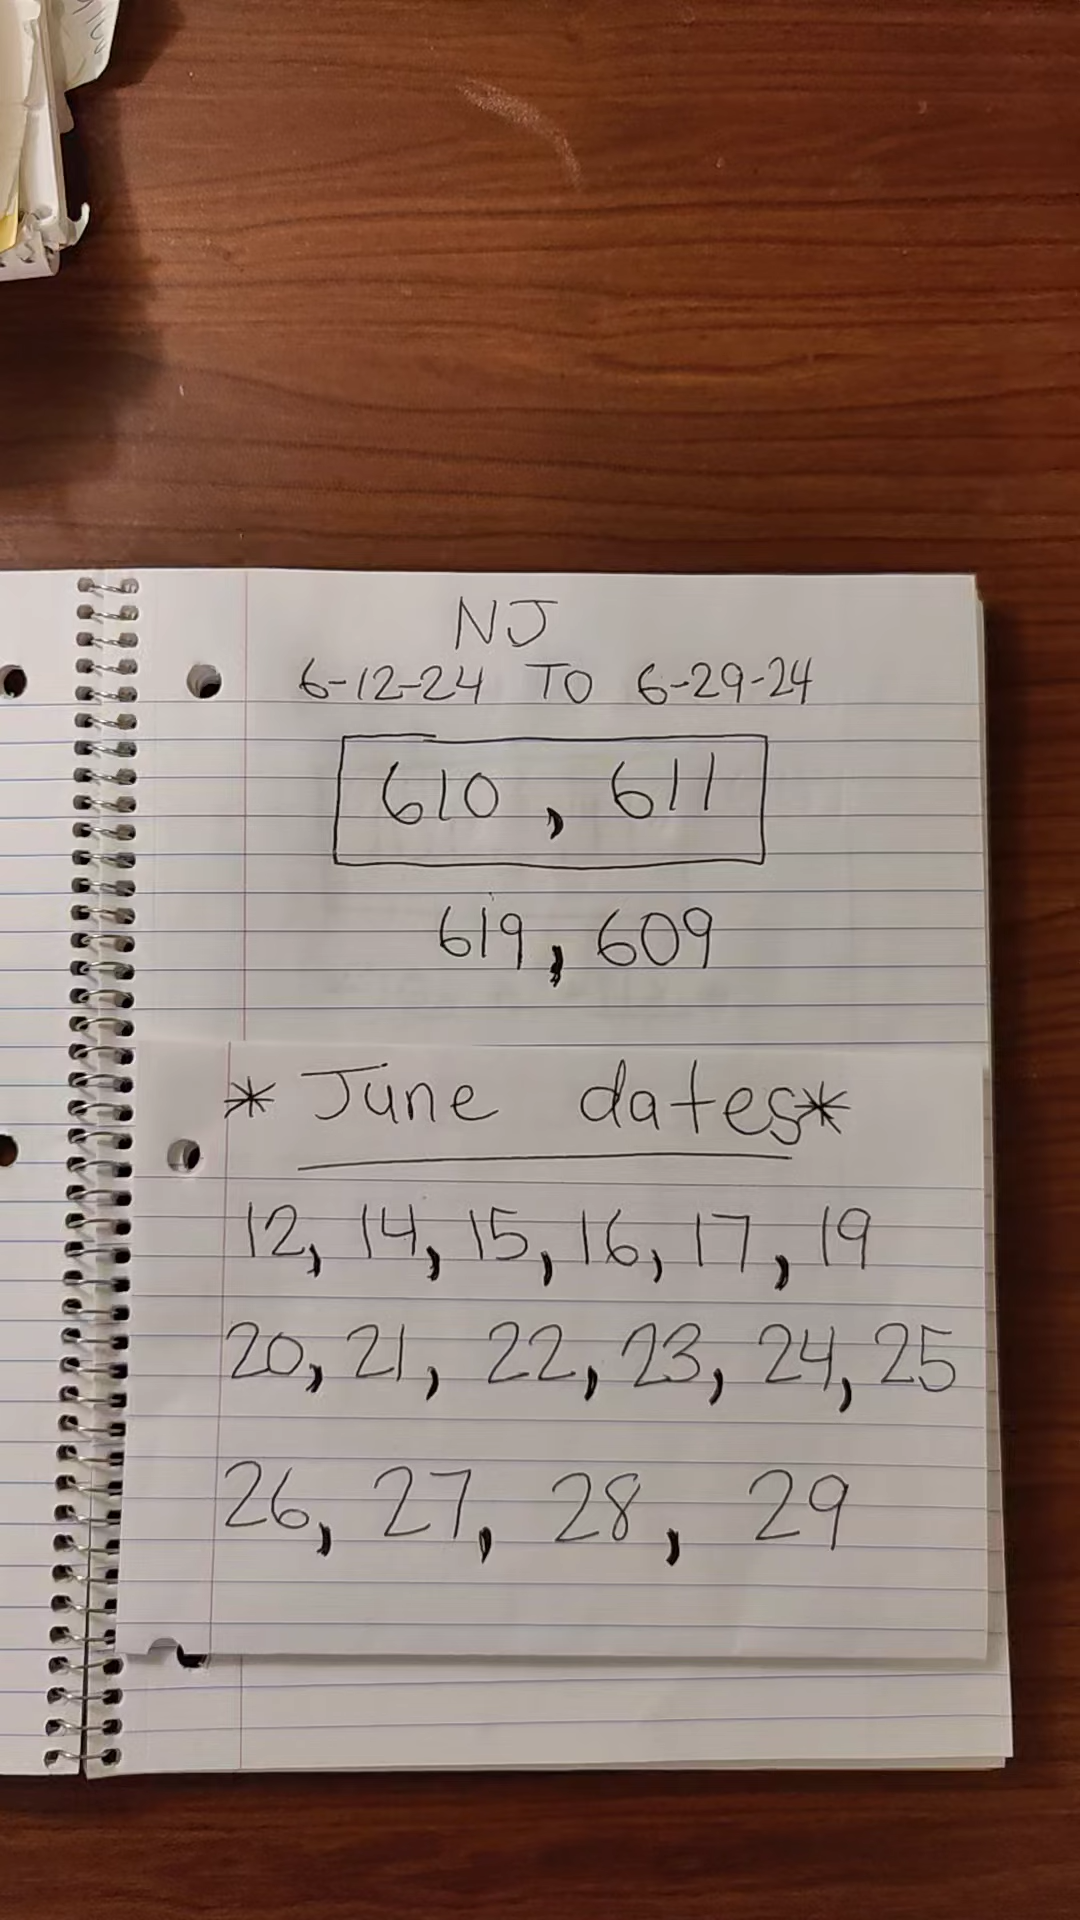 NJ
6-12-24 TO 6-29-24
610, 611
619, 609
* June dates*
12, 14, 15, 16, 17, 19
20, 21, 22, 23, 24, 25
26, 27, 28, 29